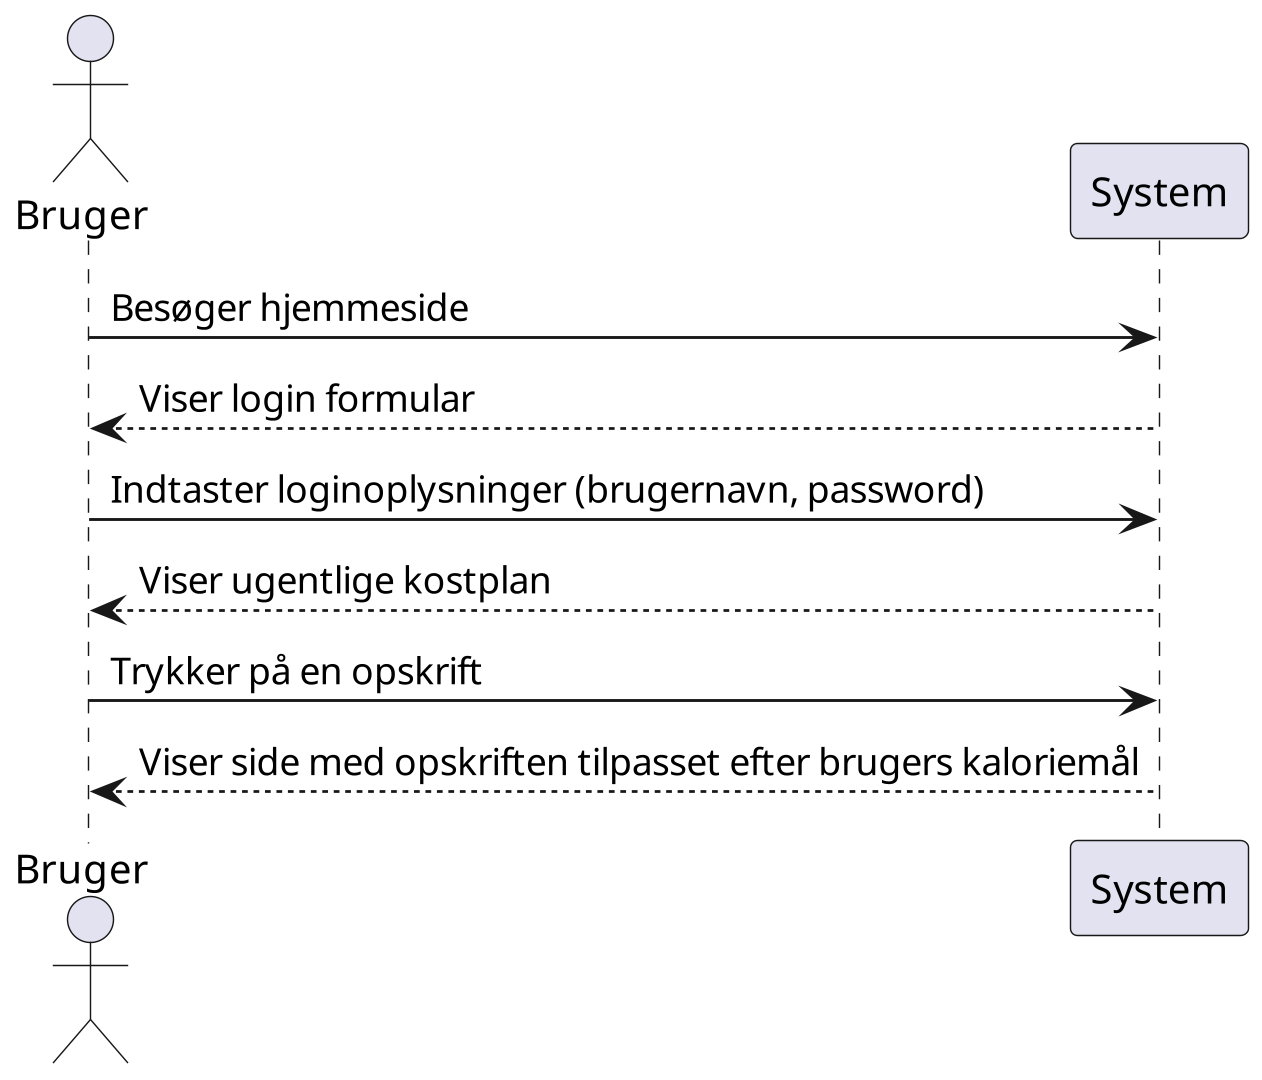 Bruger
System
Besøger hjemmeside
Viser login formular
Indtaster loginoplysninger (brugernavn, password)
Viser ugentlige kostplan
Trykker på en opskrift
Viser side med opskriften tilpasset efter brugers kaloriemål
Bruger
System